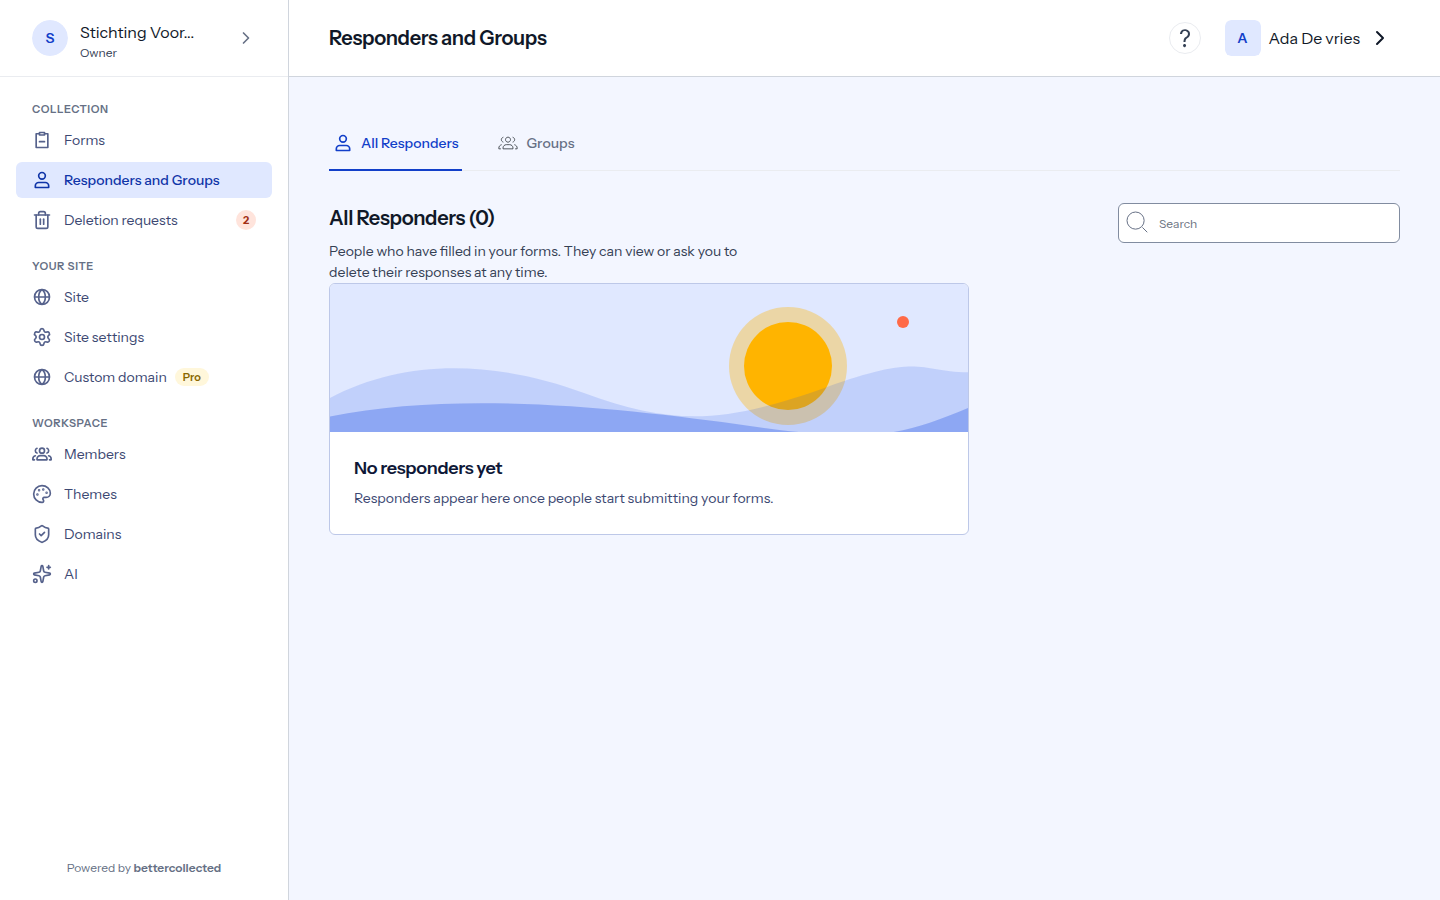 S
Stichting Voor...
Owner
Responders and Groups
?
A
Ada De vries
COLLECTION
Forms
Responders and Groups
Deletion requests
2
YOUR SITE
Site
Site settings
Custom domain
Pro
WORKSPACE
Members
Themes
Domains
AI
Powered by bettercollected
All Responders
Groups
All Responders (0)
People who have filled in your forms. They can view or ask you to
delete their responses at any time.
Search
No responders yet
Responders appear here once people start submitting your forms.